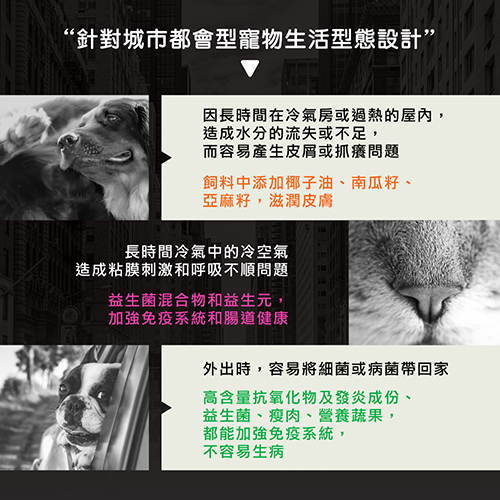 “針對城市都會型寵物生活型態設計”
因長時間在冷氣房或過熱的屋內，
造成水分的流失或不足，
而容易產生皮屑或抓癢問題
飼料中添加椰子油、南瓜籽、
亞麻籽，滋潤皮膚
長時間冷氣中的冷空氣
造成粘膜刺激和呼吸不順問題
益生菌混合物和益生元，
加強免疫系統和腸道健康
外出時，容易將細菌或病菌帶回家
高含量抗氧化物及發炎成份、
益生菌、瘦肉、營養蔬果，
都能加強免疫系統，
不容易生病